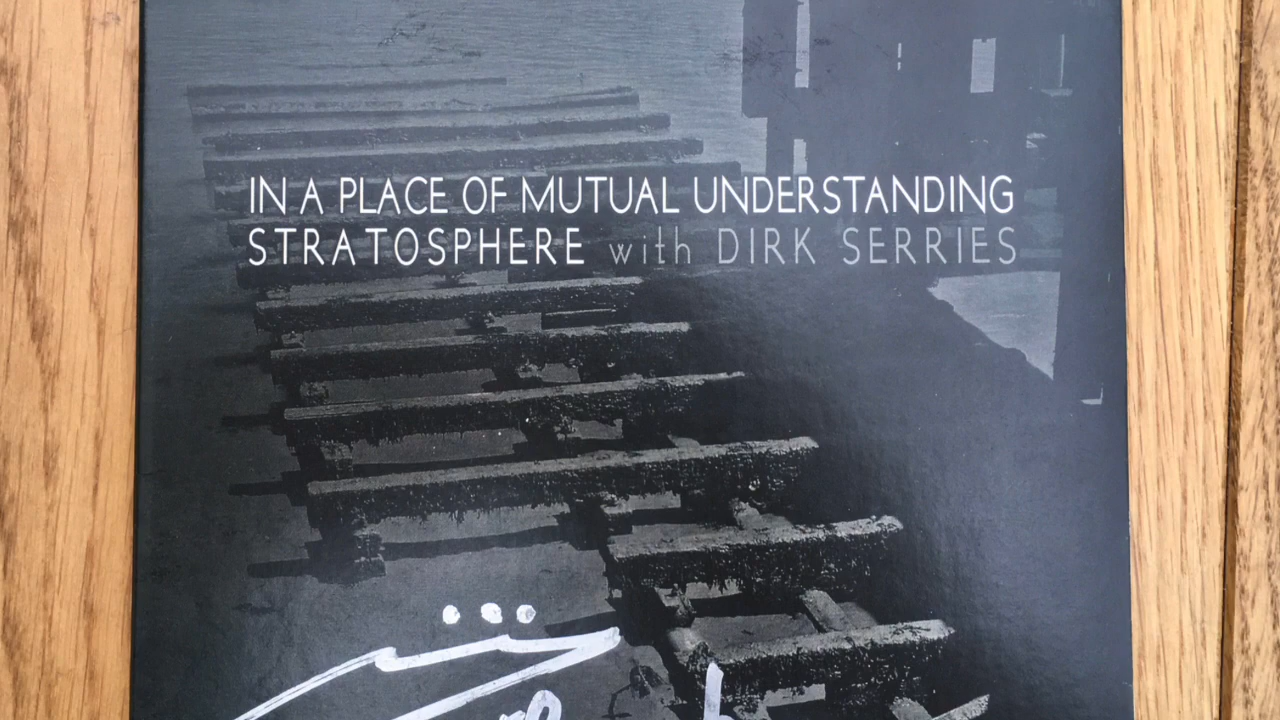 IN A PLACE OF MUTUAL UNDERSTANDING
STRATOSPHERE with DIRK SERRIES